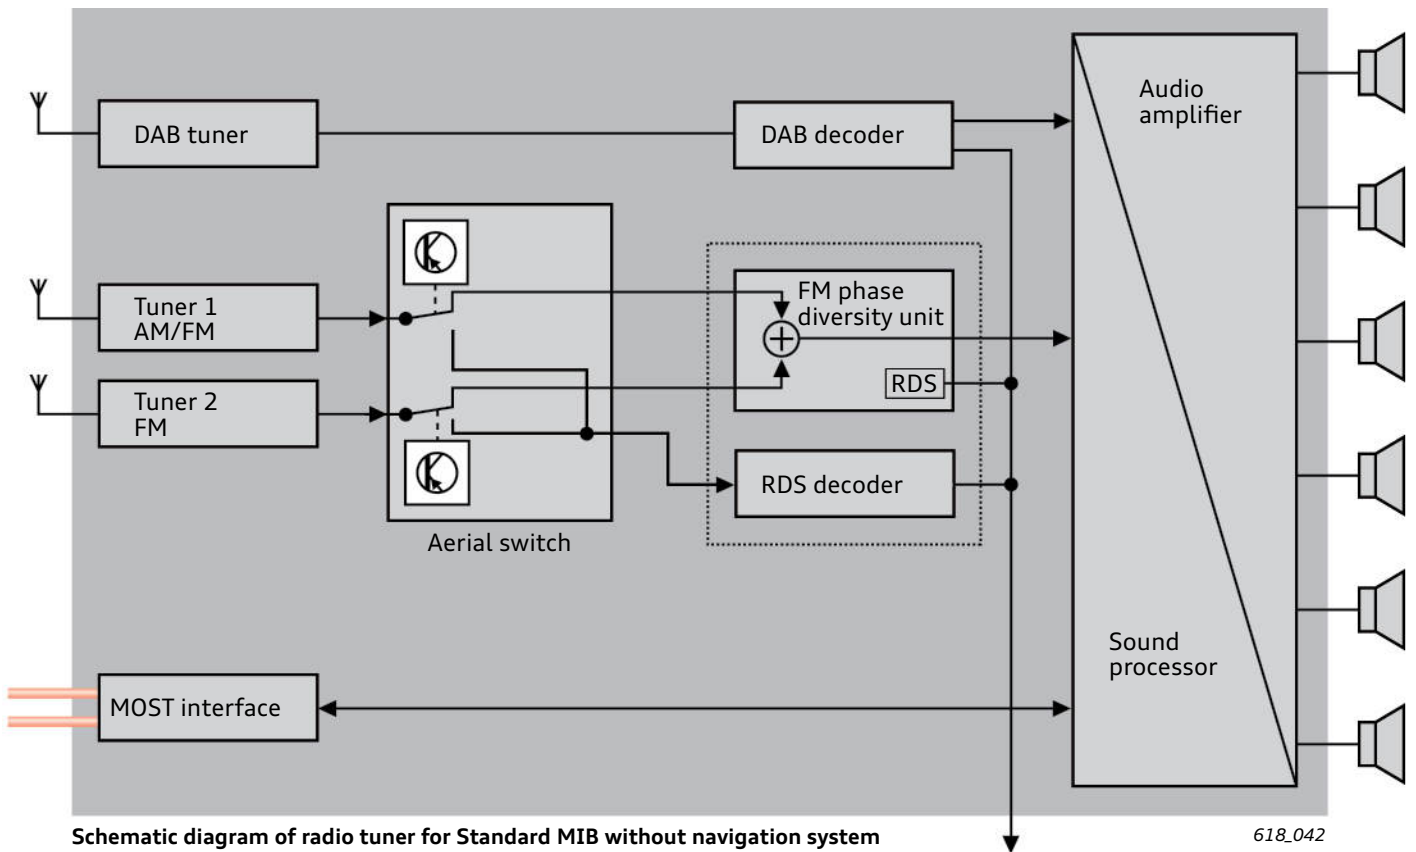 DAB tuner
DAB decoder
Audio
amplifier
Tuner 1
AM/FM
FM phase
diversity unit
RDS
Tuner 2
FM
RDS decoder
Aerial switch
MOST interface
Sound
processor
Schematic diagram of radio tuner for Standard MIB without navigation system
618_042